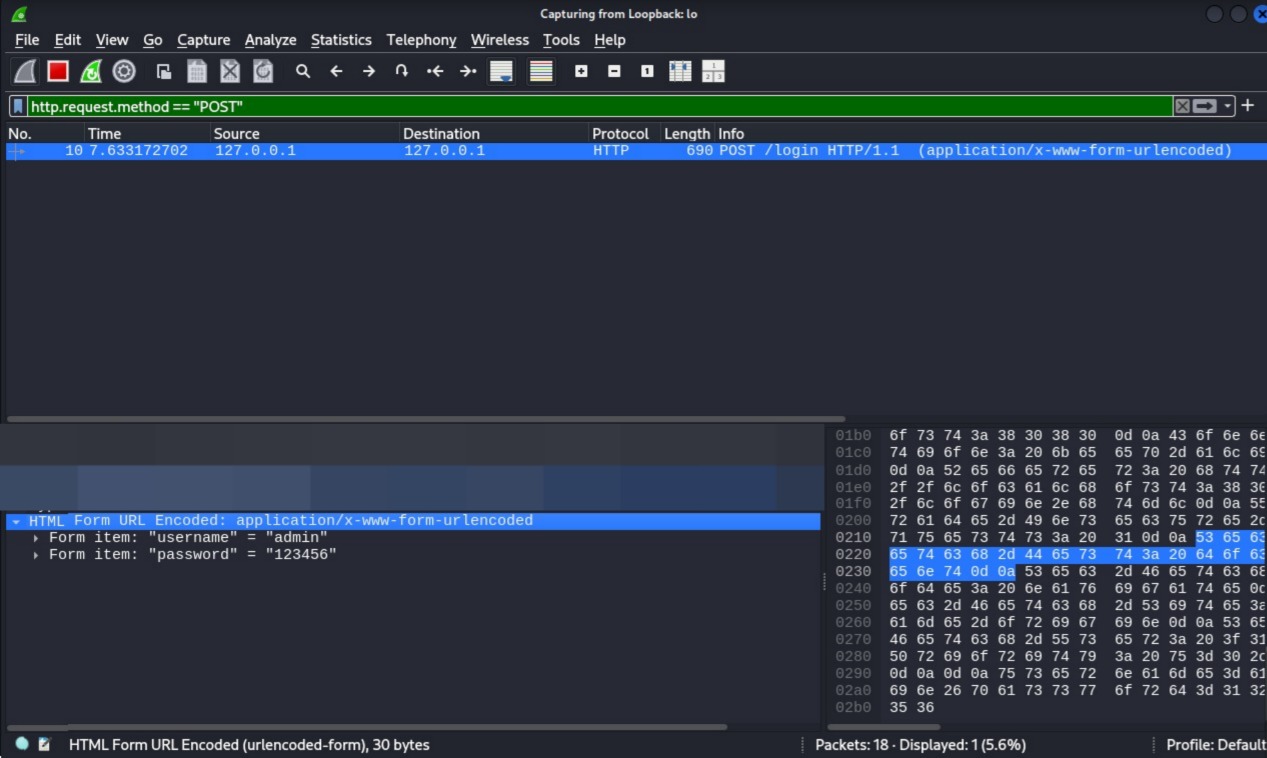 Capturing from Loopback: lo
File Edit View Go Capture Analyze Statistics Telephony Wireless Tools Help
http.request.method == "POST"
No. Time Source Destination Protocol Length Info
10 7.633172702 127.0.0.1 127.0.0.1 HTTP 690 POST /login HTTP/1.1 (application/x-www-form-urlencoded)
HTML Form URL Encoded: application/x-www-form-urlencoded
Form item: "username" = "admin"
Form item: "password" = "123456"
01b0 6f 73 74 3a 38 30 38 30 0d 0a 43 6f 6e 6e
01c0 74 69 6f 6e 3a 20 6b 65 65 70 2d 61 6c 69
01d0 0d 0a 52 65 66 65 72 65 72 3a 20 68 74 74
01e0 2f 2f 6c 6f 63 61 6c 68 6f 73 74 3a 38 30
01f0 2f 6c 6f 67 69 6e 2e 68 74 6d 6c 0d 0a 55
0200 72 61 64 65 2d 49 6e 73 65 63 75 72 65 2d
0210 71 75 65 73 74 73 3a 20 31 0d 0a 53 65 63
0220 65 74 63 68 2d 44 65 73 74 3a 20 64 6f 63
0230 65 6e 74 0d 0a 53 65 63 2d 46 65 74 63 68
0240 6f 64 65 3a 20 6e 61 76 69 67 61 74 65 0d
0250 65 63 2d 46 65 74 63 68 2d 53 69 74 65 3a
0260 61 6d 65 2d 6f 72 69 67 69 6e 0d 0a 53 65
0270 46 65 74 63 68 2d 55 73 65 72 3a 20 3f 31
0280 50 72 69 6f 72 69 74 79 3a 20 75 3d 30 2c
0290 0d 0a 0d 0a 75 73 65 72 6e 61 6d 65 3d 61
02a0 69 6e 26 70 61 73 73 77 6f 72 64 3d 31 32
02b0 35 36
HTML Form URL Encoded (urlencoded-form), 30 bytes
Packets: 18 · Displayed: 1 (5.6%)
Profile: Default